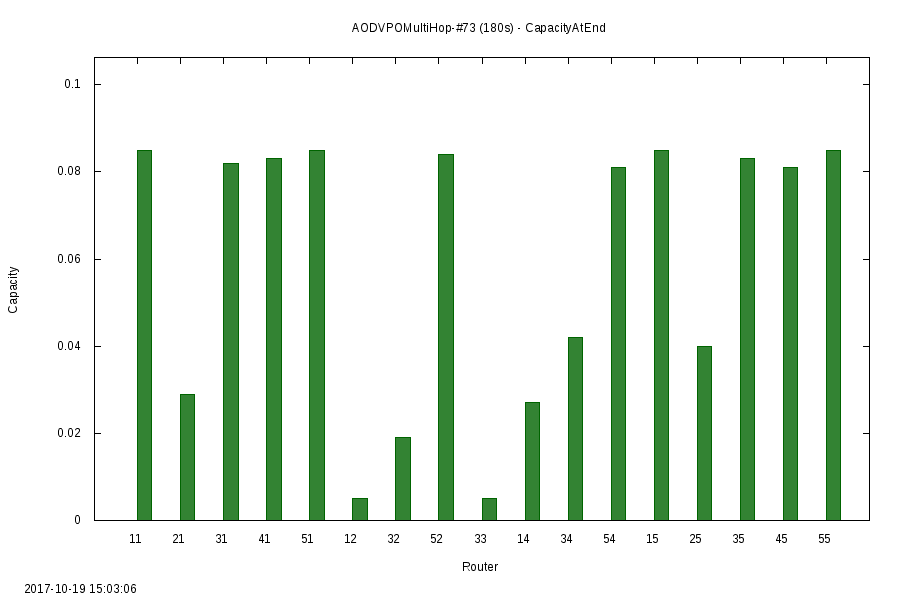 AODVPOMultiHop-#73 (180s) - CapacityAtEnd
0.1
0.08
0.06
0.04
0.02
0
Capacity
11 21 31 41 51 12 32 52 33 14 34 54 15 25 35 45 55
Router
2017-10-19 15:03:06